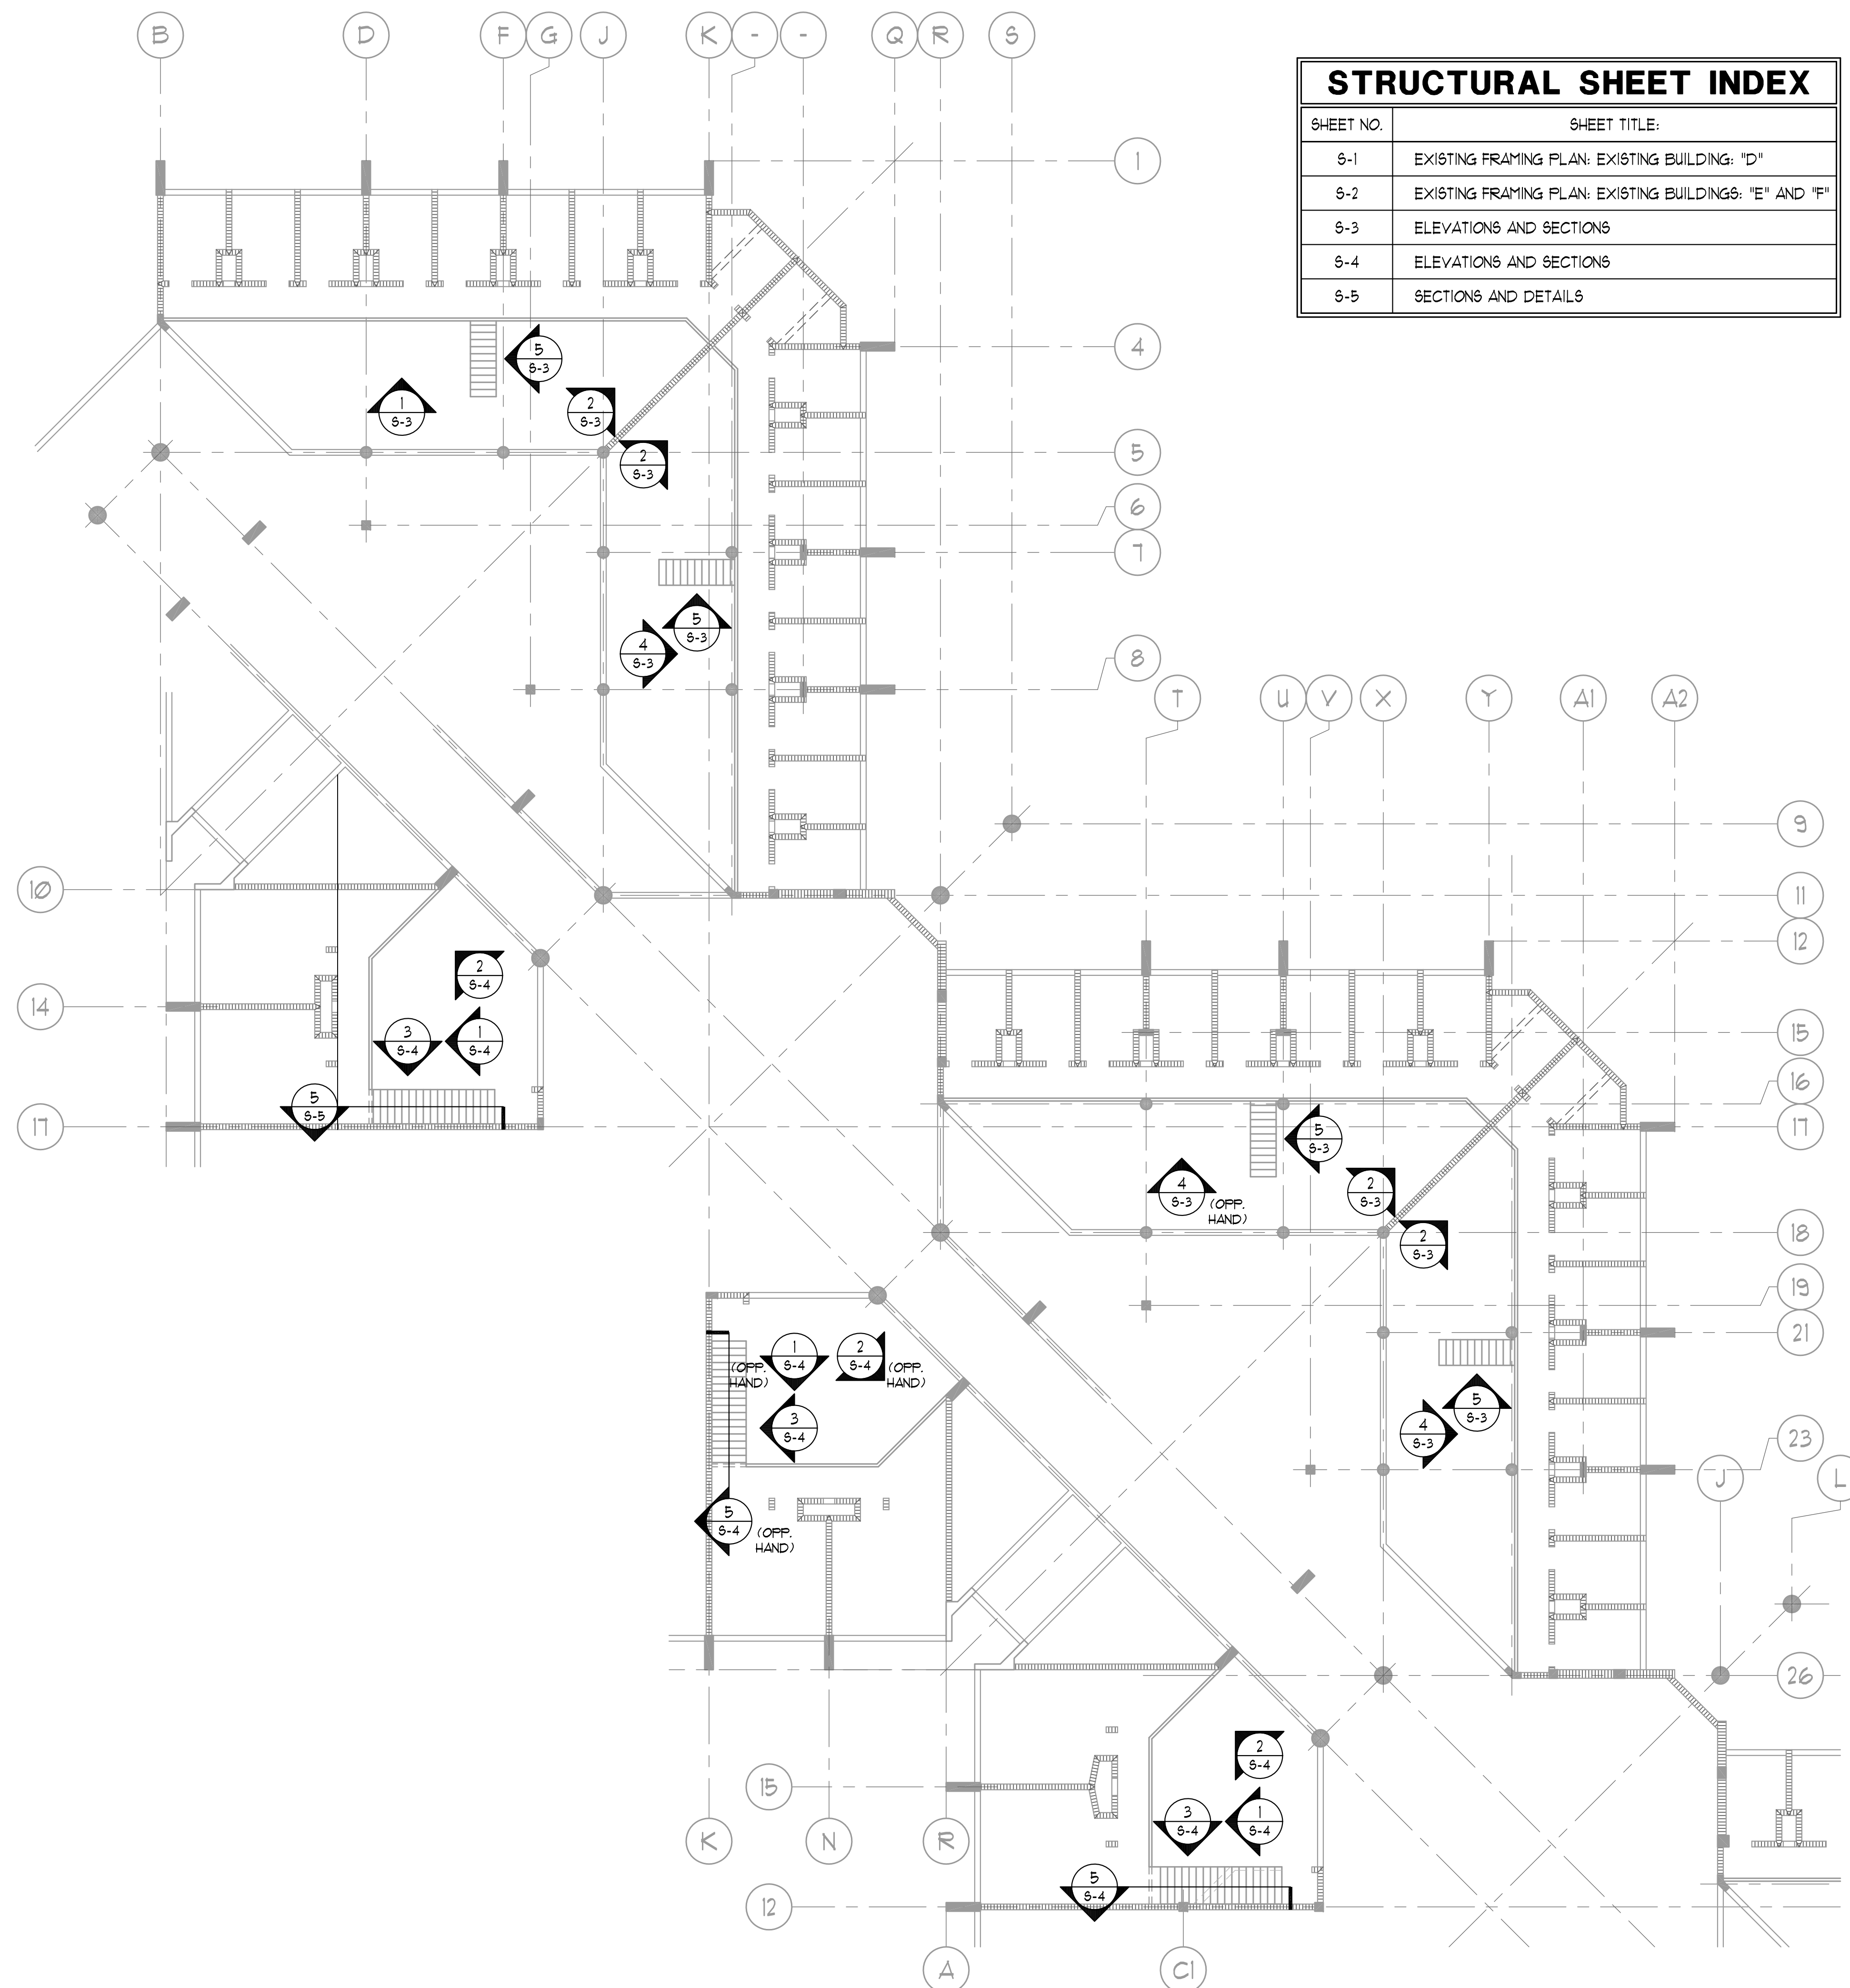 B D F G J K - - Q R S
STRUCTURAL SHEET INDEX
SHEET NO. SHEET TITLE:
S-1 EXISTING FRAMING PLAN: EXISTING BUILDING: "D"
S-2 EXISTING FRAMING PLAN: EXISTING BUILDINGS: "E" AND "F"
S-3 ELEVATIONS AND SECTIONS
S-4 ELEVATIONS AND SECTIONS
S-5 SECTIONS AND DETAILS
1
4
5
S-3
1
S-3
2
S-3
5
2
S-3
6
7
5
S-3
4
S-3
8
T U V X Y A1 A2
9
10
11
12
2
S-4
14
3
S-4
1
S-4
15
16
5
S-5
17
17
5
S-3
4
S-3
(OPP.
HAND)
2
S-3
18
2
S-3
19
21
1
S-4
(OPP.
HAND)
2
S-4
(OPP.
HAND)
3
S-4
5
S-3
4
S-3
23
J L
5
S-4
(OPP.
HAND)
26
2
S-4
15
3
S-4
1
S-4
K N R
5
S-4
12
A C1